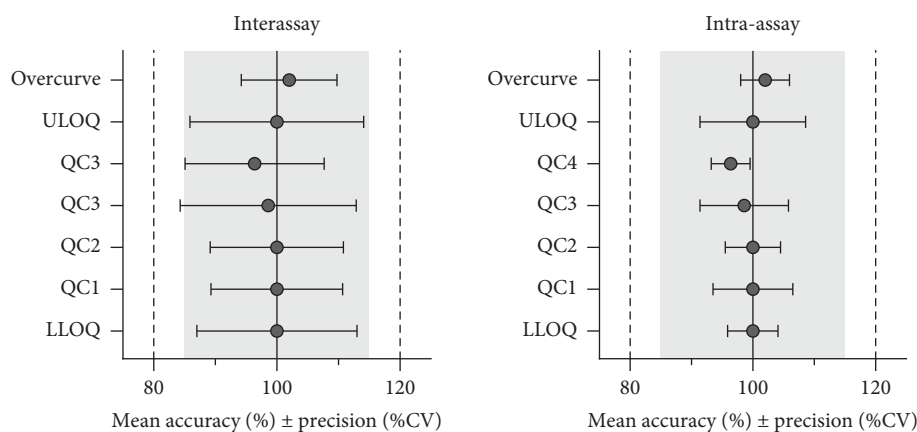 Interassay
Overcurve
ULOQ
QC3
QC3
QC2
QC1
LLOQ
80
100
120
Mean accuracy (%) ± precision (%CV)
Intra-assay
Overcurve
ULOQ
QC4
QC3
QC2
QC1
LLOQ
80
100
120
Mean accuracy (%) ± precision (%CV)